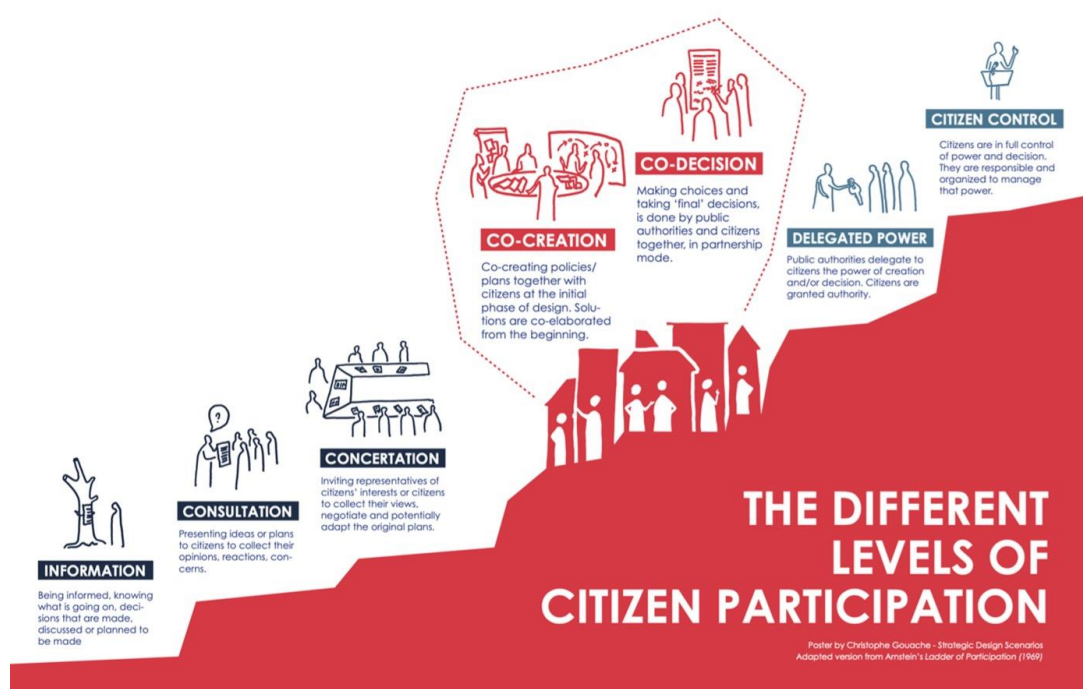 INFORMATION
Being informed, knowing
what is going on, deci-
sions that are made,
discussed or planned to
be made
?
CONSULTATION
Presenting ideas or plans
to citizens to collect their
opinions, reactions, con-
cerns.
CONCERTATION
Inviting representatives of
citizens' interests or citizens
to collect their views,
negotiate and potentially
adapt the original plans.
CO-CREATION
Co-creating policies/
plans together with
citizens at the initial
phase of design. Solu-
tions are co-elaborated
from the beginning.
CO-DECISION
Making choices and
taking 'final' decisions,
is done by public
authorities and citizens
together, in partnership
mode.
DELEGATED POWER
Public authorities delegate to
citizens the power of creation
and/or decision. Citizens are
granted authority.
CITIZEN CONTROL
Citizens are in full control
of power and decision.
They are responsible and
organized to manage
that power.
THE DIFFERENT
LEVELS OF
CITIZEN PARTICIPATION
Poster by Christophe Gouache - Strategic Design Scenarios
Adapted version from Arnstein's Ladder of Participation (1969)